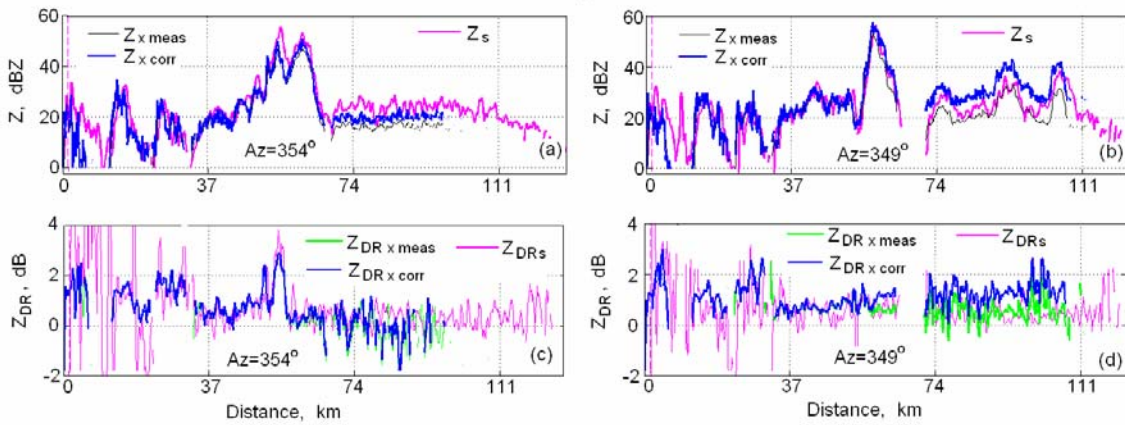 60
40
20
0
Z, dBZ
Z x meas
Z x corr
Z s
Az=354°
(a)
0 37 74 111
60
40
20
0
Z, dBZ
Z x meas
Z x corr
Z s
Az=349°
(b)
0 37 74 111
4
2
0
-2
Z DR, dB
Z DR x meas
Z DR x corr
Z DRs
Az=354°
(c)
0 37 74 111
Distance, km
4
2
0
-2
Z DR, dB
Z DR x meas
Z DR x corr
Z DRs
Az=349°
(d)
0 37 74 111
Distance, km